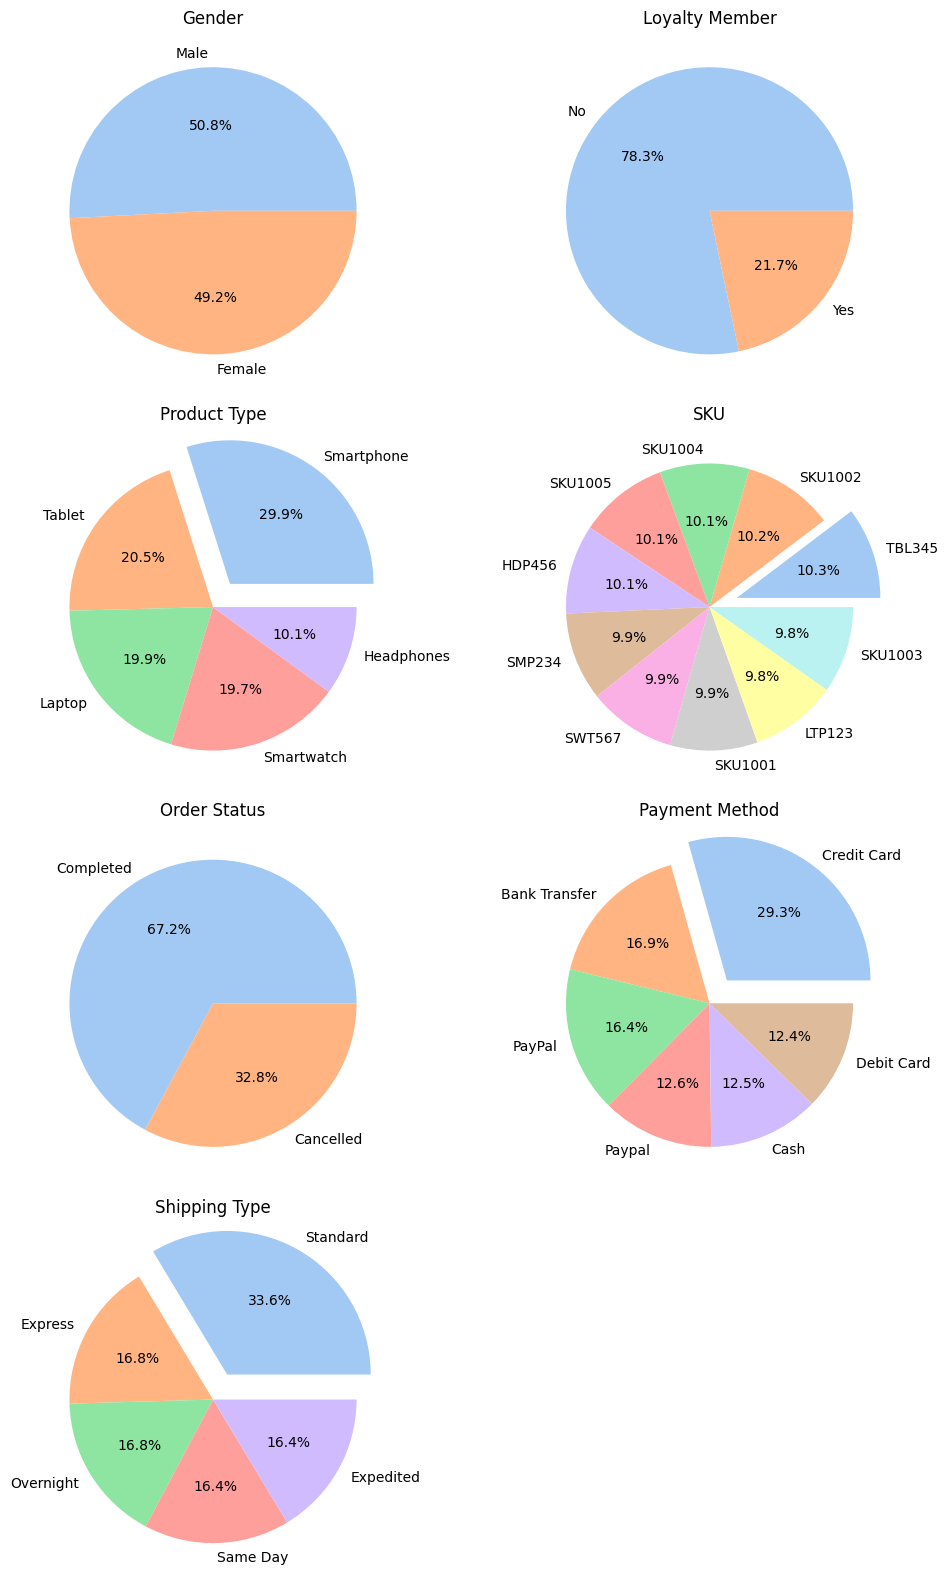 Gender
Male
50.8%
49.2%
Female
Loyalty Member
No
78.3%
21.7%
Yes
Product Type
Smartphone
29.9%
Tablet
20.5%
Laptop
19.9%
Smartwatch
19.7%
Headphones
10.1%
SKU
TBL345
10.3%
SKU1002
10.2%
SKU1004
10.1%
SKU1005
10.1%
HDP456
10.1%
SMP234
9.9%
SWT567
9.9%
SKU1001
9.9%
LTP123
9.8%
SKU1003
9.8%
Order Status
Completed
67.2%
32.8%
Cancelled
Payment Method
Credit Card
29.3%
Bank Transfer
16.9%
PayPal
16.4%
Paypal
12.6%
Cash
12.5%
Debit Card
12.4%
Shipping Type
Standard
33.6%
Express
16.8%
Overnight
16.8%
Same Day
16.4%
Expedited
16.4%